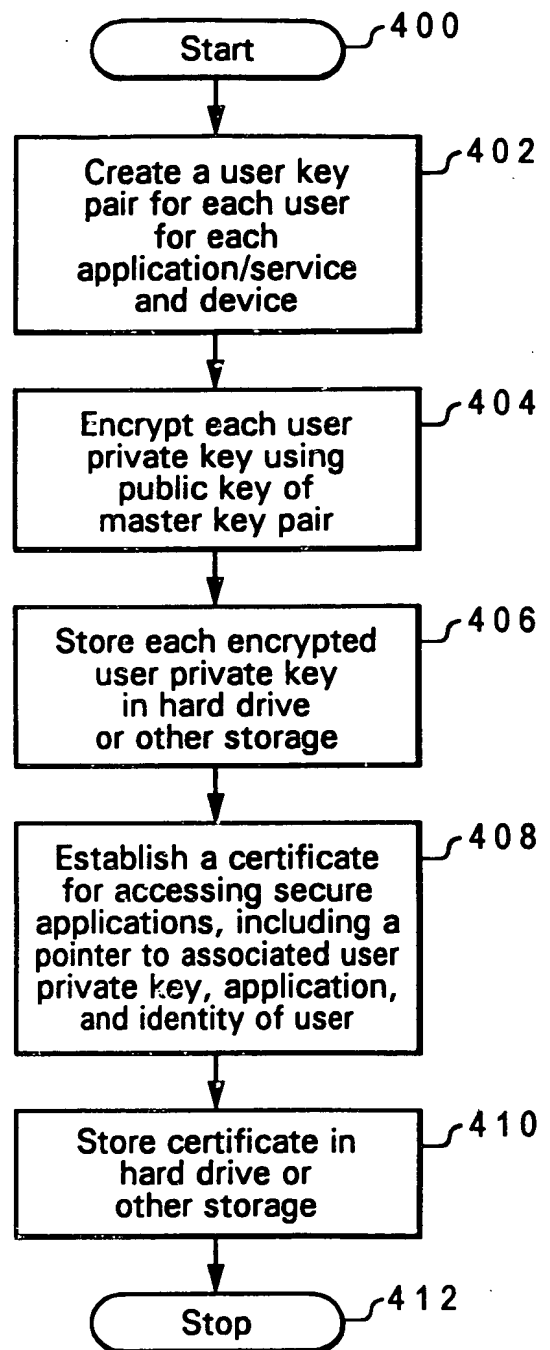 400
Start
402
Create a user key
pair for each user
for each
application/service
and device
404
Encrypt each user
private key using
public key of
master key pair
406
Store each encrypted
user private key
in hard drive
or other storage
408
Establish a certificate
for accessing secure
applications, including a
pointer to associated user
private key, application,
and identity of user
410
Store certificate in
hard drive or
other storage
412
Stop